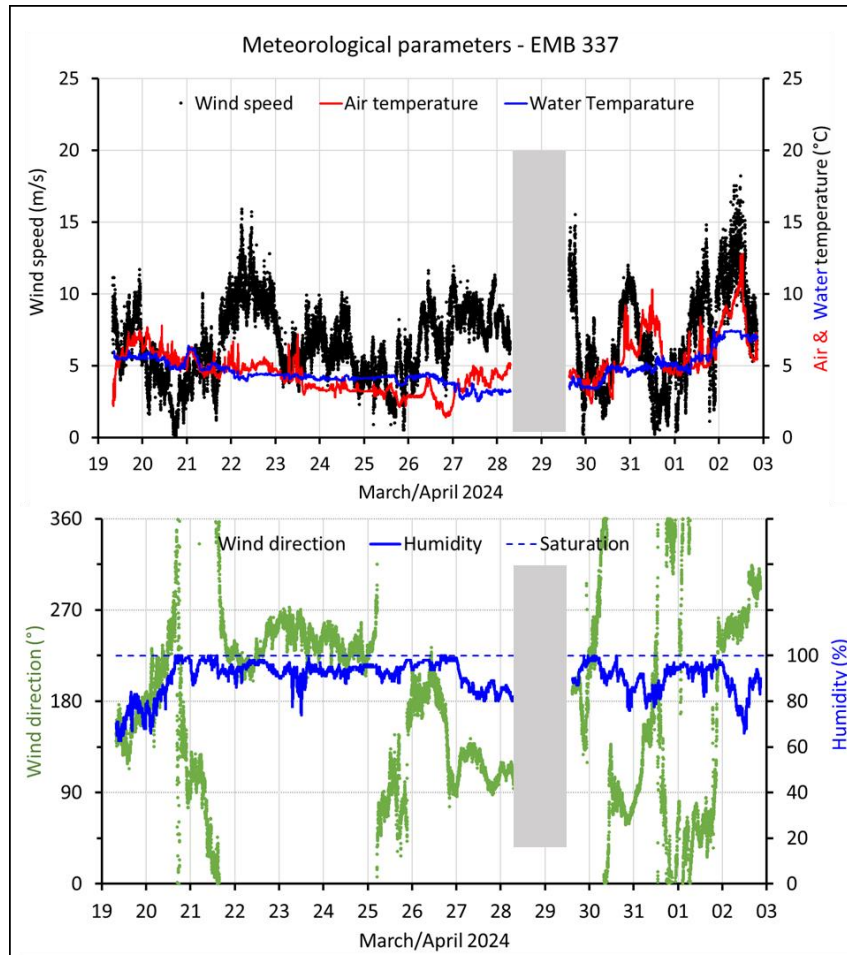 Meteorological parameters - EMB 337
Wind speed Air temperature Water Temparature
Wind speed (m/s)
25
20
15
10
5
0
Air & Water temperature (°C)
25
20
15
10
5
0
19 20 21 22 23 24 25 26 27 28 29 30 31 01 02 03
March/April 2024
Wind direction Humidity Saturation
Wind direction (°)
360
270
180
90
0
Humidity (%)
100
80
60
40
20
0
19 20 21 22 23 24 25 26 27 28 29 30 31 01 02 03
March/April 2024